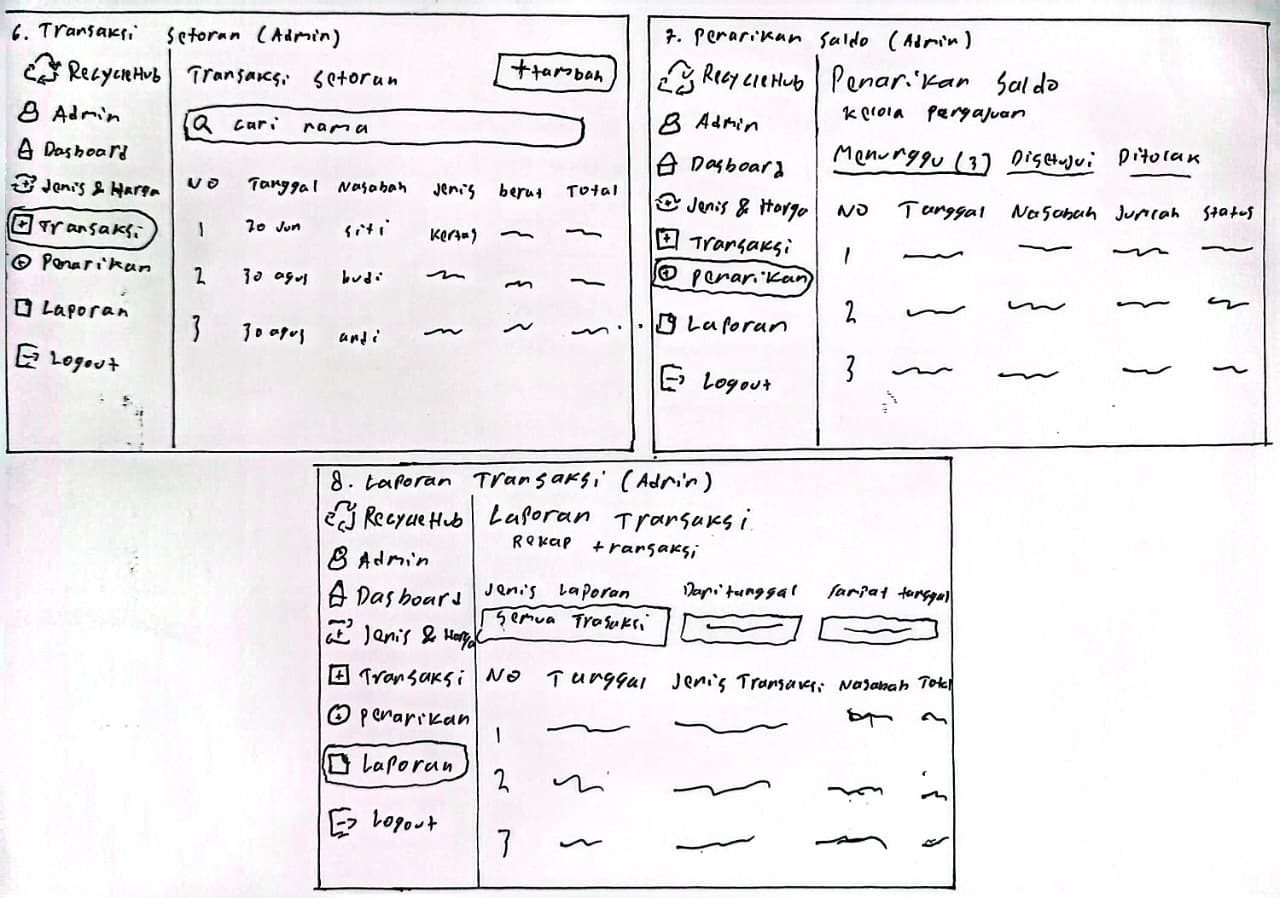 6. Transaksi Setoran (Admin)
RecycleHub
Admin
Dasboard
Jenis & Harga
Transaksi
Penarikan
Laporan
Logout
Transaksi Setoran
+ tambah
cari nama
NO Tanggal Nasabah Jenis berat Total
1 20 Jun siti Kertas
2 30 agus budi
3 30 agus andi
7. Penarikan Saldo (Admin)
RecycleHub
Admin
Dasboard
Jenis & Harga
Transaksi
Penarikan
Laporan
Logout
Penarikan Saldo
Kelola Pengajuan
Menunggu (3) Disetujui Ditolak
NO Tanggal Nasabah Jumlah Status
1
2
3
8. Laporan Transaksi (Admin)
RecycleHub
Admin
Dasboard
Jenis & Harga
Transaksi
Penarikan
Laporan
Logout
Laporan Transaksi
Rekap transaksi
Jenis Laporan Dari tanggal Sampai tanggal
Semua Trasaksi
NO Tanggal Jenis Transaksi Nasabah Total
1
2
3